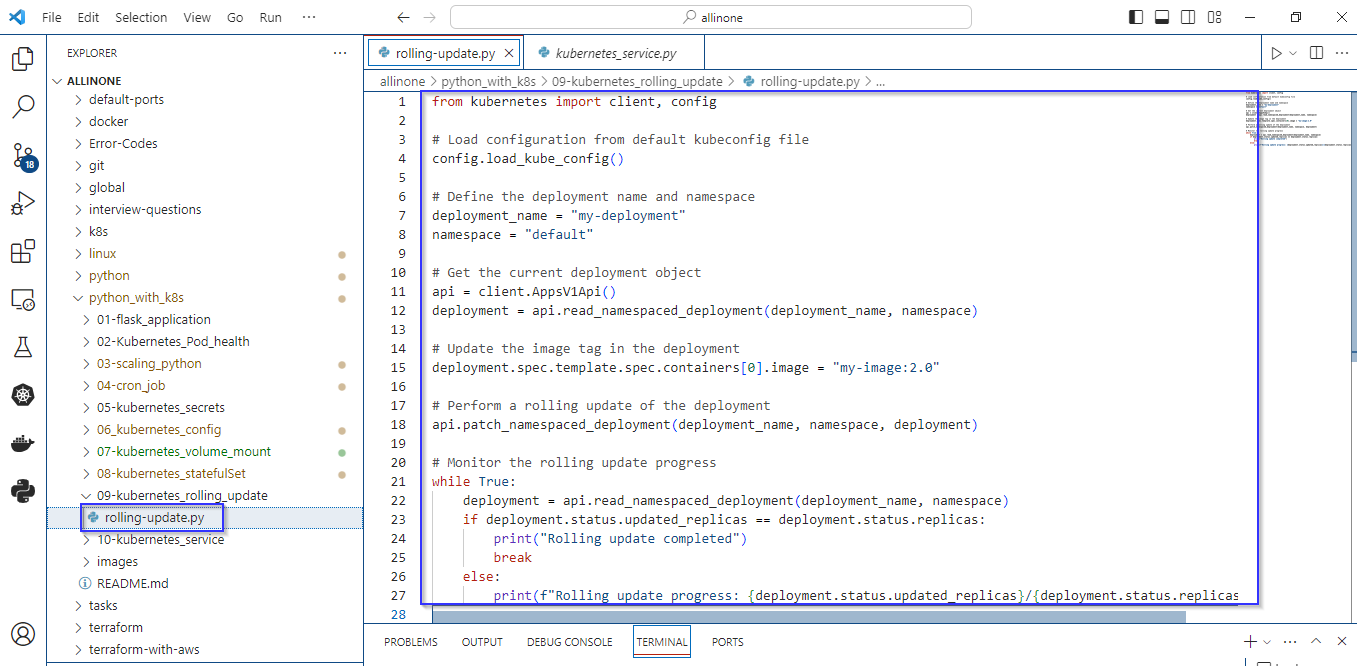 File Edit Selection View Go Run ···
allinone
EXPLORER ···
ALLINONE
default-ports
docker
Error-Codes
git
global
interview-questions
k8s
linux
python
python_with_k8s
01-flask_application
02-Kubernetes_Pod_health
03-scaling_python
04-cron_job
05-kubernetes_secrets
06_kubernetes_config
07-kubernetes_volume_mount
08-kubernetes_statefulSet
09-kubernetes_rolling_update
rolling-update.py
10-kubernetes_service
images
README.md
tasks
terraform
terraform-with-aws
18
rolling-update.py kubernetes_service.py
allinone > python_with_k8s > 09-kubernetes_rolling_update > rolling-update.py > ...
1 from kubernetes import client, config
2
3 # Load configuration from default kubeconfig file
4 config.load_kube_config()
5
6 # Define the deployment name and namespace
7 deployment_name = "my-deployment"
8 namespace = "default"
9
10 # Get the current deployment object
11 api = client.AppsV1Api()
12 deployment = api.read_namespaced_deployment(deployment_name, namespace)
13
14 # Update the image tag in the deployment
15 deployment.spec.template.spec.containers[0].image = "my-image:2.0"
16
17 # Perform a rolling update of the deployment
18 api.patch_namespaced_deployment(deployment_name, namespace, deployment)
19
20 # Monitor the rolling update progress
21 while True:
22 deployment = api.read_namespaced_deployment(deployment_name, namespace)
23 if deployment.status.updated_replicas == deployment.status.replicas:
24 print("Rolling update completed")
25 break
26 else:
27 print(f"Rolling update progress: {deployment.status.updated_replicas}/{deployment.status.replicas
28
PROBLEMS OUTPUT DEBUG CONSOLE TERMINAL PORTS